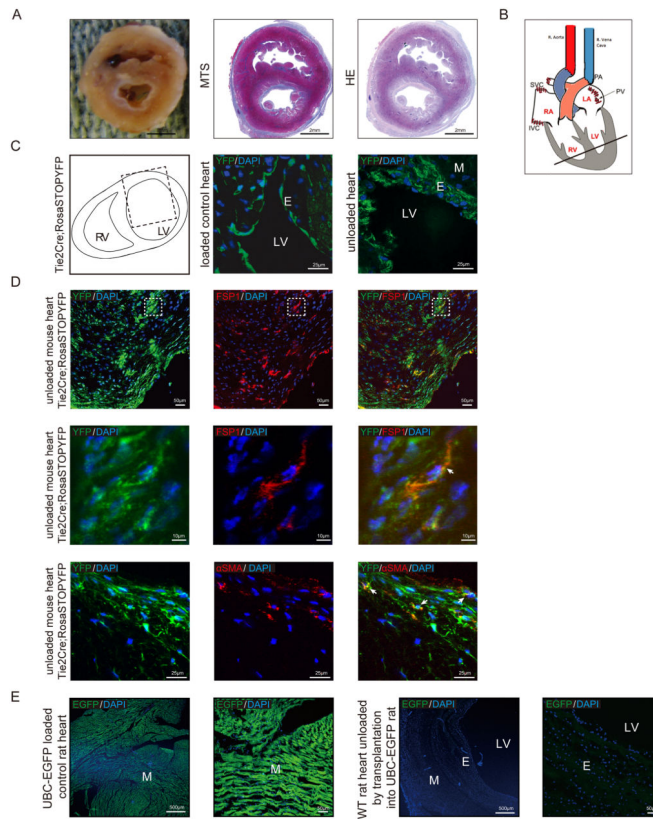 A
MTS
2mm
HE
2mm
B
R. Aorta
R. Vena
Cava
SVC
PA
PV
LA
RA
LV
IVC
RV
C
Tie2Cre;RosaSTOPYFP
RV
LV
loaded control heart
YFP/DAPI
E
LV
25µm
unloaded heart
YFP/DAPI
M
E
LV
25µm
D
unloaded mouse heart
Tie2Cre;RosaSTOPYFP
YFP/DAPI
50µm
FSP1/DAPI
50µm
YFP/FSP1/DAPI
50µm
unloaded mouse heart
Tie2Cre;RosaSTOPYFP
YFP/DAPI
10µm
FSP1/DAPI
10µm
YFP/FSP1/DAPI
10µm
unloaded mouse heart
Tie2Cre;RosaSTOPYFP
YFP/DAPI
25µm
αSMA/ DAPI
25µm
YFP/αSMA/DAPI
25µm
E
UBC-EGFP loaded
control rat heart
EGFP/DAPI
M
500µm
EGFP/DAPI
M
WT rat heart unloaded
by transplantation
into UBC-EGFP rat
EGFP/DAPI
LV
E
M
500µm
EGFP/DAPI
LV
E